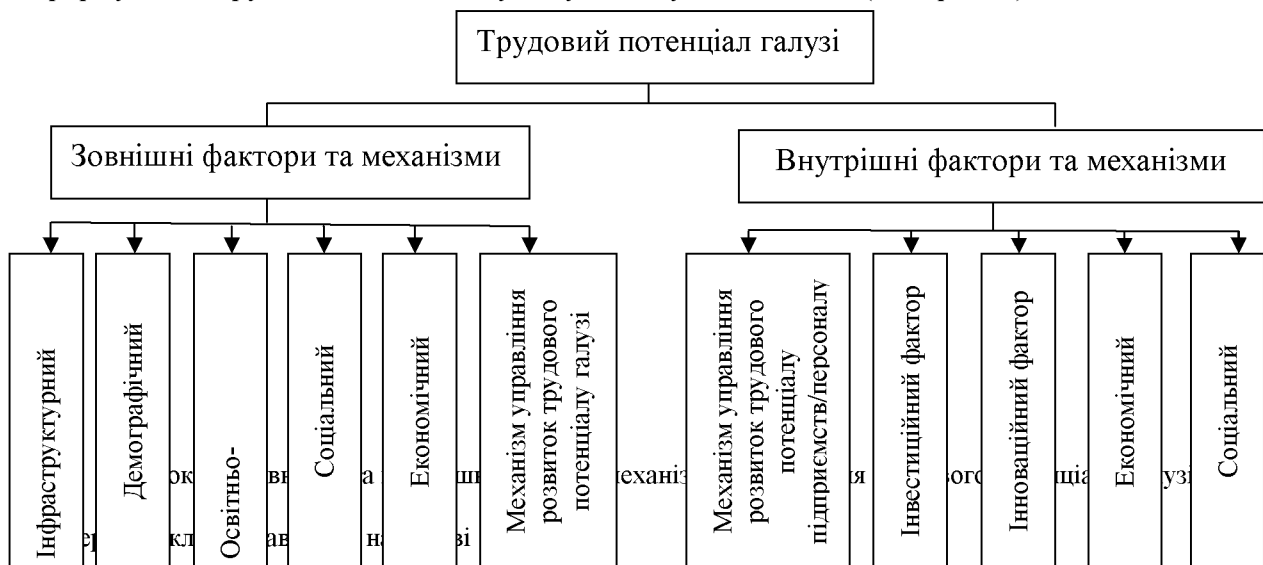 Трудовий потенціал галузі
Зовнішні фактори та механізми
Внутрішні фактори та механізми
Інфраструктурний
Демографічний
Освітньо-
Соціальний
Економічний
Механізм управління
розвиток трудового
потенціалу галузі
Механізм управління
розвиток трудового
потенціалу
підприємств/персоналу
Інвестиційний фактор
Інноваційний фактор
Економічний
Соціальний